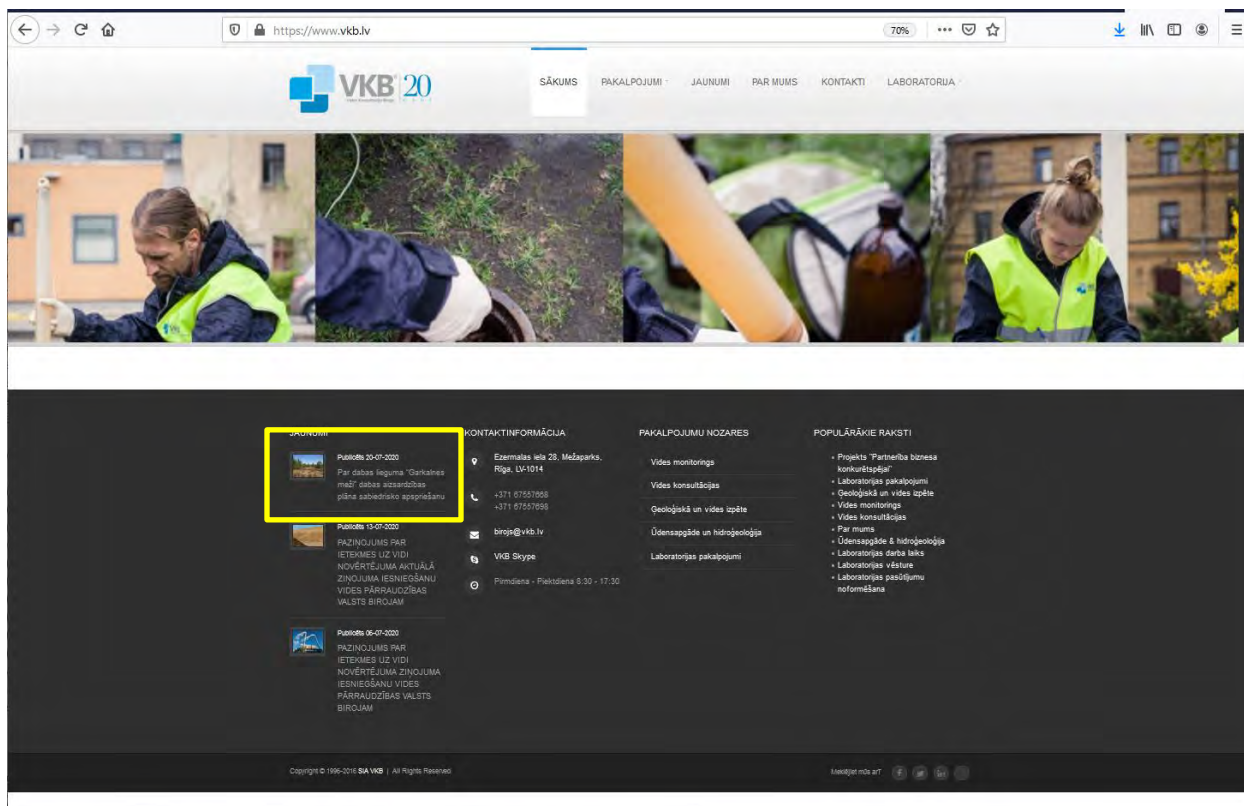 https://www.vkb.lv
70%
VKB 20
SĀKUMS
PAKALPOJUMI
JAUNUMI
PAR MUMS
KONTAKTI
LABORATORIJA
JAUNUMI
Publicēts 20-07-2020
Par dabas lieguma "Garkalnes
meži" dabas aizsardzības
plāna sabiedrisko apspriešanu
Publicēts 13-07-2020
PAZIŅOJUMS PAR
IETEKMES UZ VIDI
NOVĒRTĒJUMA AKTUĀLĀ
ZIŅOJUMA IESNIEGŠANU
VIDES PĀRRAUDZĪBAS
VALSTS BIROJAM
Publicēts 06-07-2020
PAZIŅOJUMS PAR
IETEKMES UZ VIDI
NOVĒRTĒJUMA ZIŅOJUMA
IESNIEGŠANU VIDES
PĀRRAUDZĪBAS VALSTS
BIROJAM
KONTAKTINFORMĀCIJA
Ezermalas iela 28, Mežaparks,
Rīga, LV-1014
+371 67557668
+371 67557698
birojs@vkb.lv
VKB Skype
Pirmdiena - Piektdiena 8:30 - 17:30
PAKALPOJUMU NOZARES
Vides monitorings
Vides konsultācijas
Ģeoloģiskā un vides izpēte
Ūdensapgāde un hidroģeoloģija
Laboratorijas pakalpojumi
POPULĀRĀKIE RAKSTI
Projekts "Partnerība biznesa
konkurētspējai"
Laboratorijas pakalpojumi
Ģeoloģiskā un vides izpēte
Vides monitorings
Vides konsultācijas
Par mums
Ūdensapgāde & hidroģeoloģija
Laboratorijas darba laiks
Laboratorijas vēsture
Laboratorijas pasūtījumu
noformēšana
Copyright © 1996-2016 SIA VKB | All Rights Reserved
Meklējiet mūs arī